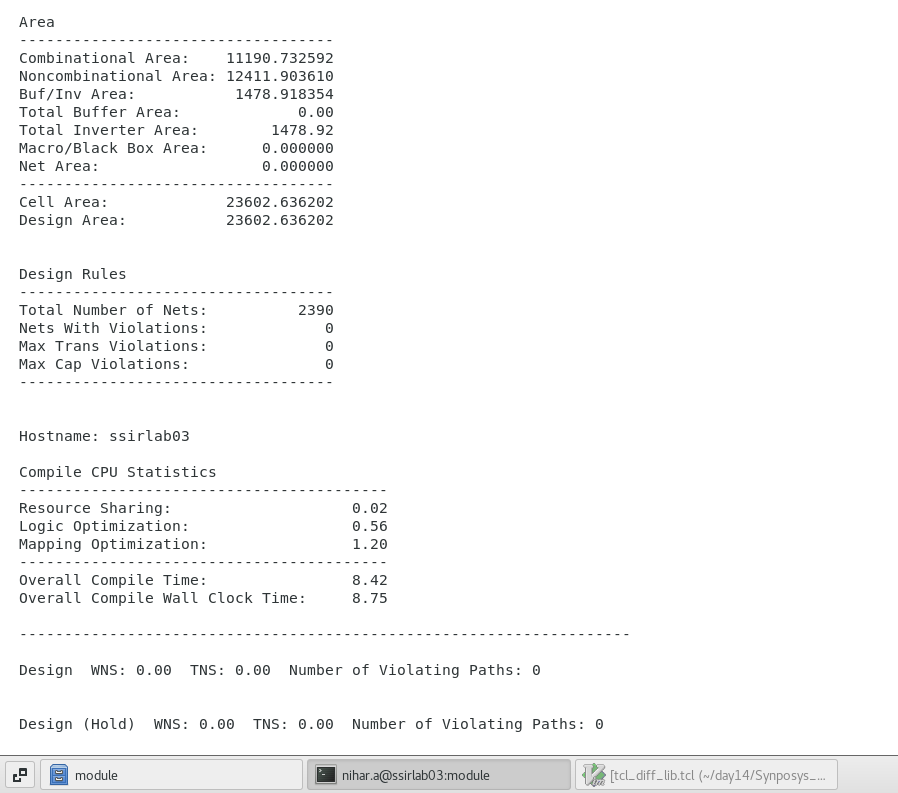 Area
-----------------------------------
Combinational Area:    11190.732592
Noncombinational Area: 12411.903610
Buf/Inv Area:           1478.918354
Total Buffer Area:             0.00
Total Inverter Area:        1478.92
Macro/Black Box Area:      0.000000
Net Area:                  0.000000
-----------------------------------
Cell Area:             23602.636202
Design Area:           23602.636202
Design Rules
-----------------------------------
Total Number of Nets:          2390
Nets With Violations:             0
Max Trans Violations:             0
Max Cap Violations:               0
-----------------------------------
Hostname: ssirlab03
Compile CPU Statistics
-----------------------------------------
Resource Sharing:                    0.02
Logic Optimization:                  0.56
Mapping Optimization:                1.20
-----------------------------------------
Overall Compile Time:                8.42
Overall Compile Wall Clock Time:     8.75
--------------------------------------------------------------------
Design  WNS: 0.00  TNS: 0.00  Number of Violating Paths: 0
Design (Hold)  WNS: 0.00  TNS: 0.00  Number of Violating Paths: 0
module
nihar.a@ssirlab03:module
[tcl_diff_lib.tcl (~/day14/Synposys_...